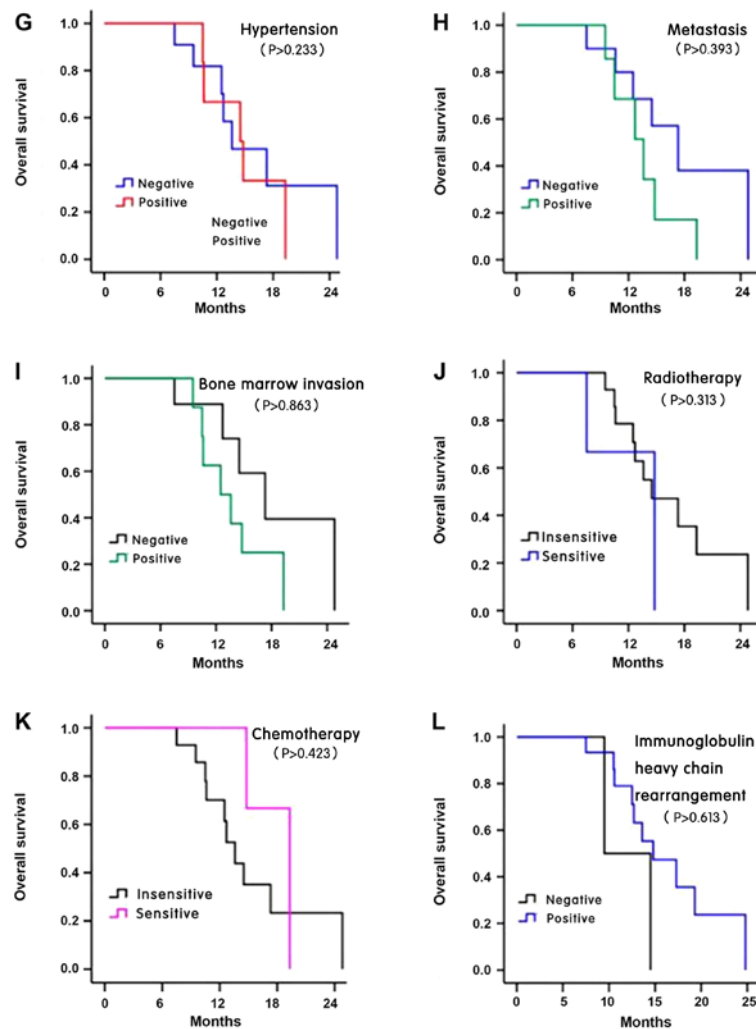 G
Hypertension
(P>0.233)
Overall survival
1.0
0.8
0.6
0.4
0.2
0.0
Negative
Positive
Negative
Positive
0 6 12 18 24
Months
H
Metastasis
(P>0.393)
Overall survival
1.0
0.8
0.6
0.4
0.2
0.0
Negative
Positive
0 6 12 18 24
Months
I
Bone marrow invasion
(P>0.863)
Overall survival
1.0
0.8
0.6
0.4
0.2
0.0
Negative
Positive
0 6 12 18 24
Months
J
Radiotherapy
(P>0.313)
Overall survival
1.0
0.8
0.6
0.4
0.2
0.0
Insensitive
Sensitive
0 6 12 18 24
Months
K
Chemotherapy
(P>0.423)
Overall survival
1.0
0.8
0.6
0.4
0.2
0.0
Insensitive
Sensitive
0 6 12 18 24
Months
L
Immunoglobulin
heavy chain
rearrangement
(P>0.613)
Overall survival
1.0
0.8
0.6
0.4
0.2
0.0
Negative
Positive
0 5 10 15 20 25
Months